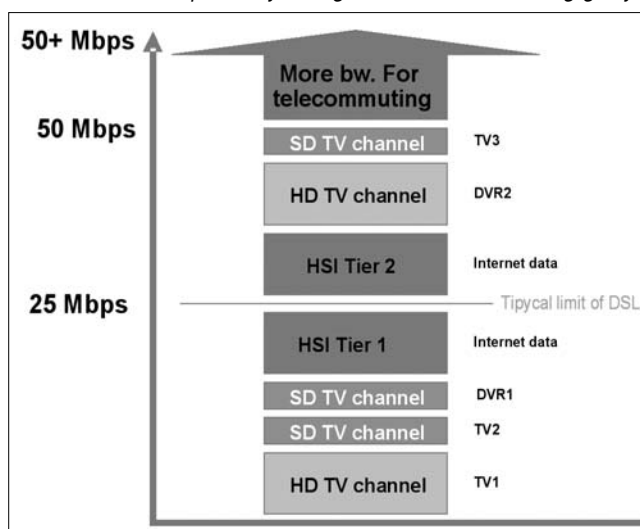 50+ Mbps
More bw. For
telecommuting
50 Mbps
SD TV channel TV3
HD TV channel DVR2
HSI Tier 2 Internet data
25 Mbps Tipycal limit of DSL
HSI Tier 1 Internet data
SD TV channel DVR1
SD TV channel TV2
HD TV channel TV1